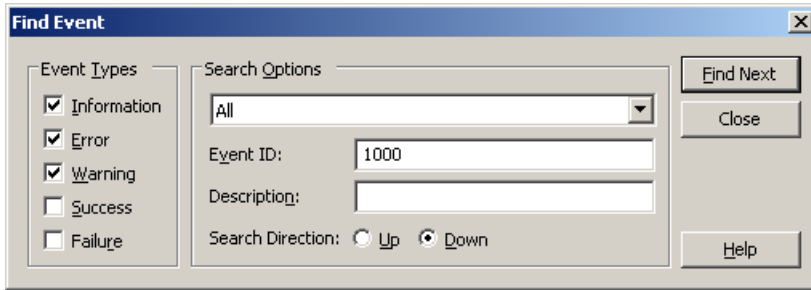 Find Event
Event Types
Information
Error
Warning
Success
Failure
Search Options
All
Event ID: 1000
Description:
Search Direction: Up Down
Find Next
Close
Help